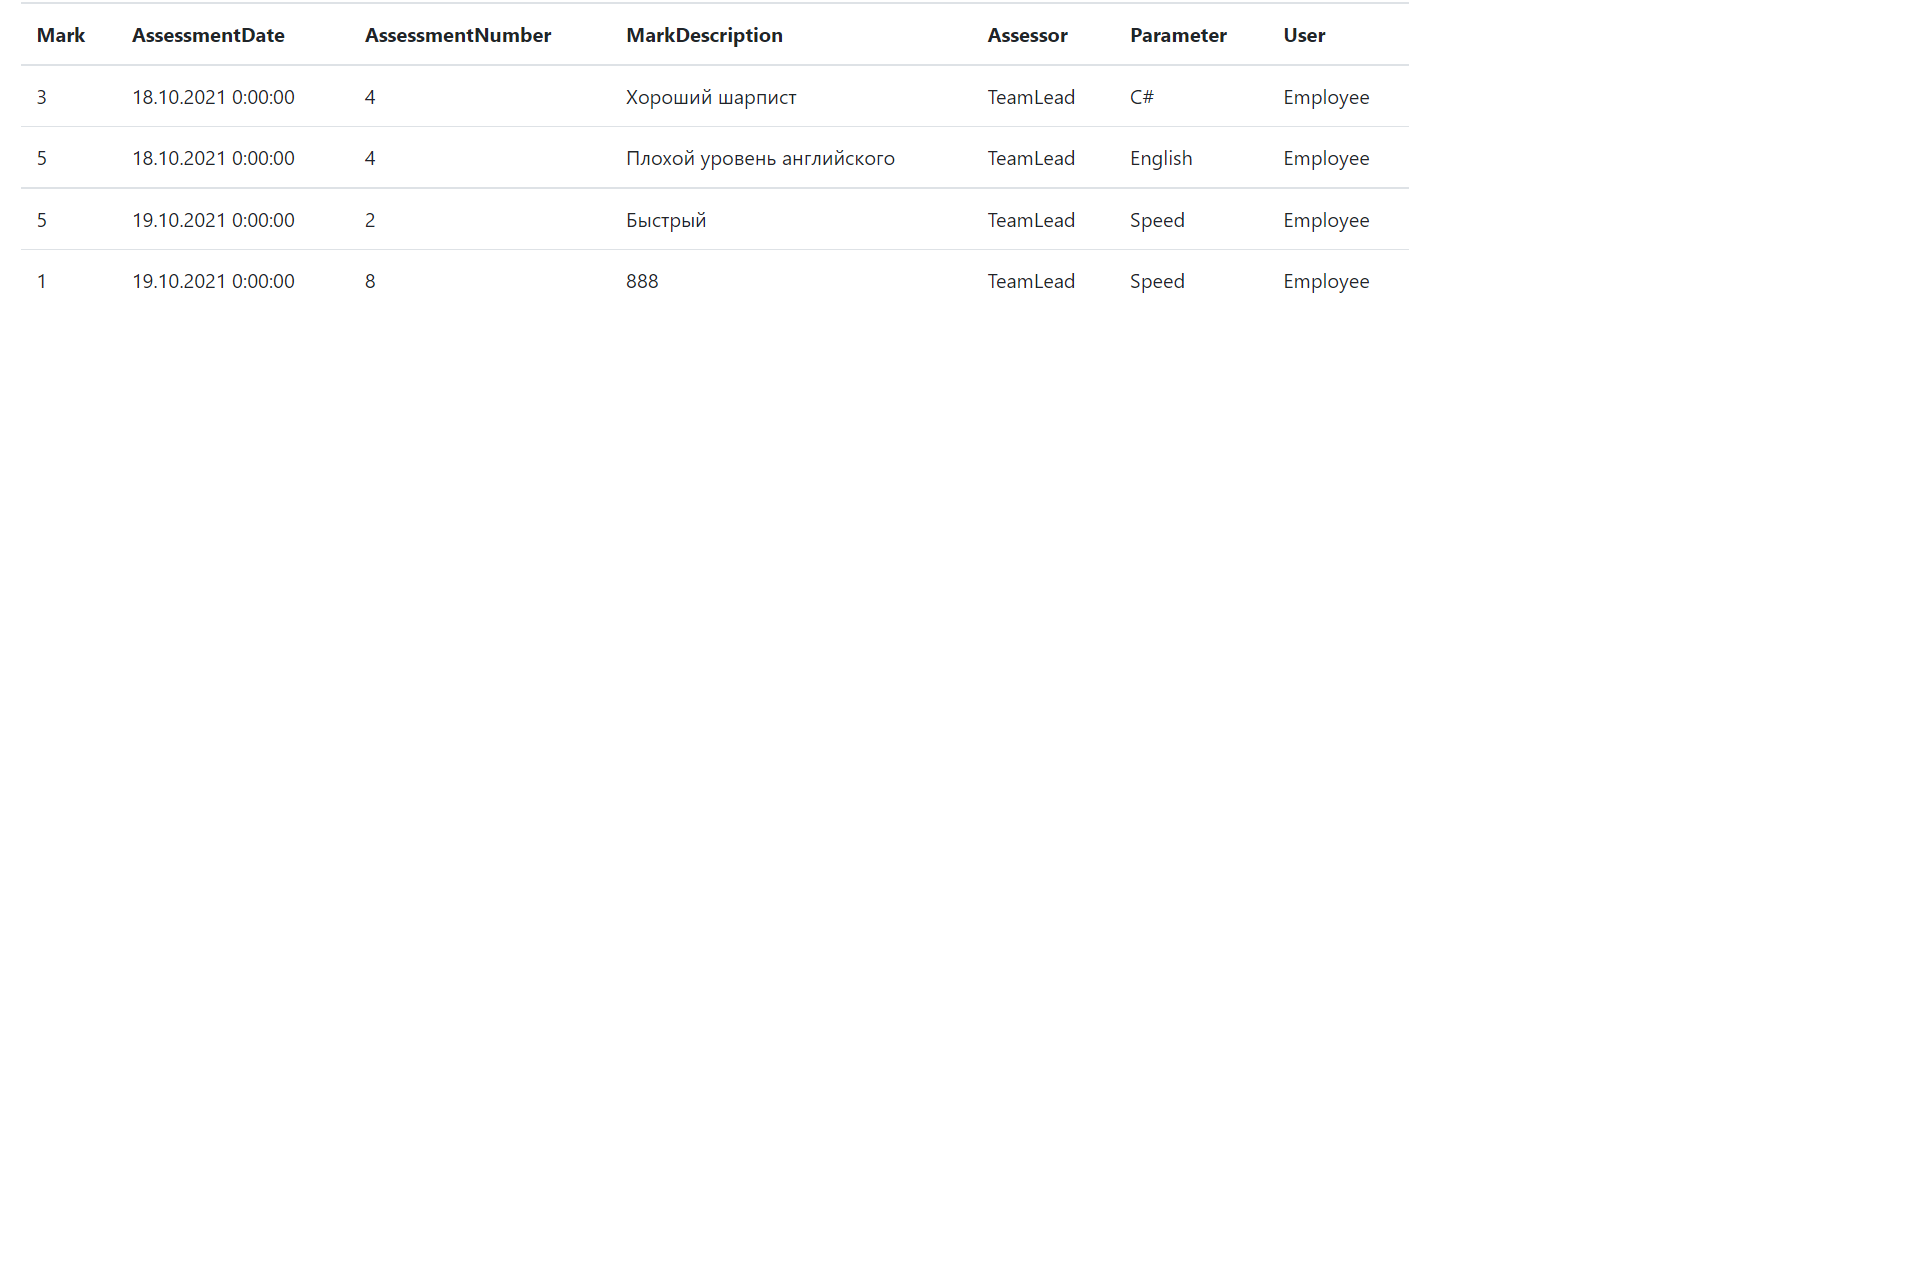 Mark AssessmentDate AssessmentNumber MarkDescription Assessor Parameter User
3 18.10.2021 0:00:00 4 Хороший шарпист TeamLead C# Employee
5 18.10.2021 0:00:00 4 Плохой уровень английского TeamLead English Employee
5 19.10.2021 0:00:00 2 Быстрый TeamLead Speed Employee
1 19.10.2021 0:00:00 8 888 TeamLead Speed Employee